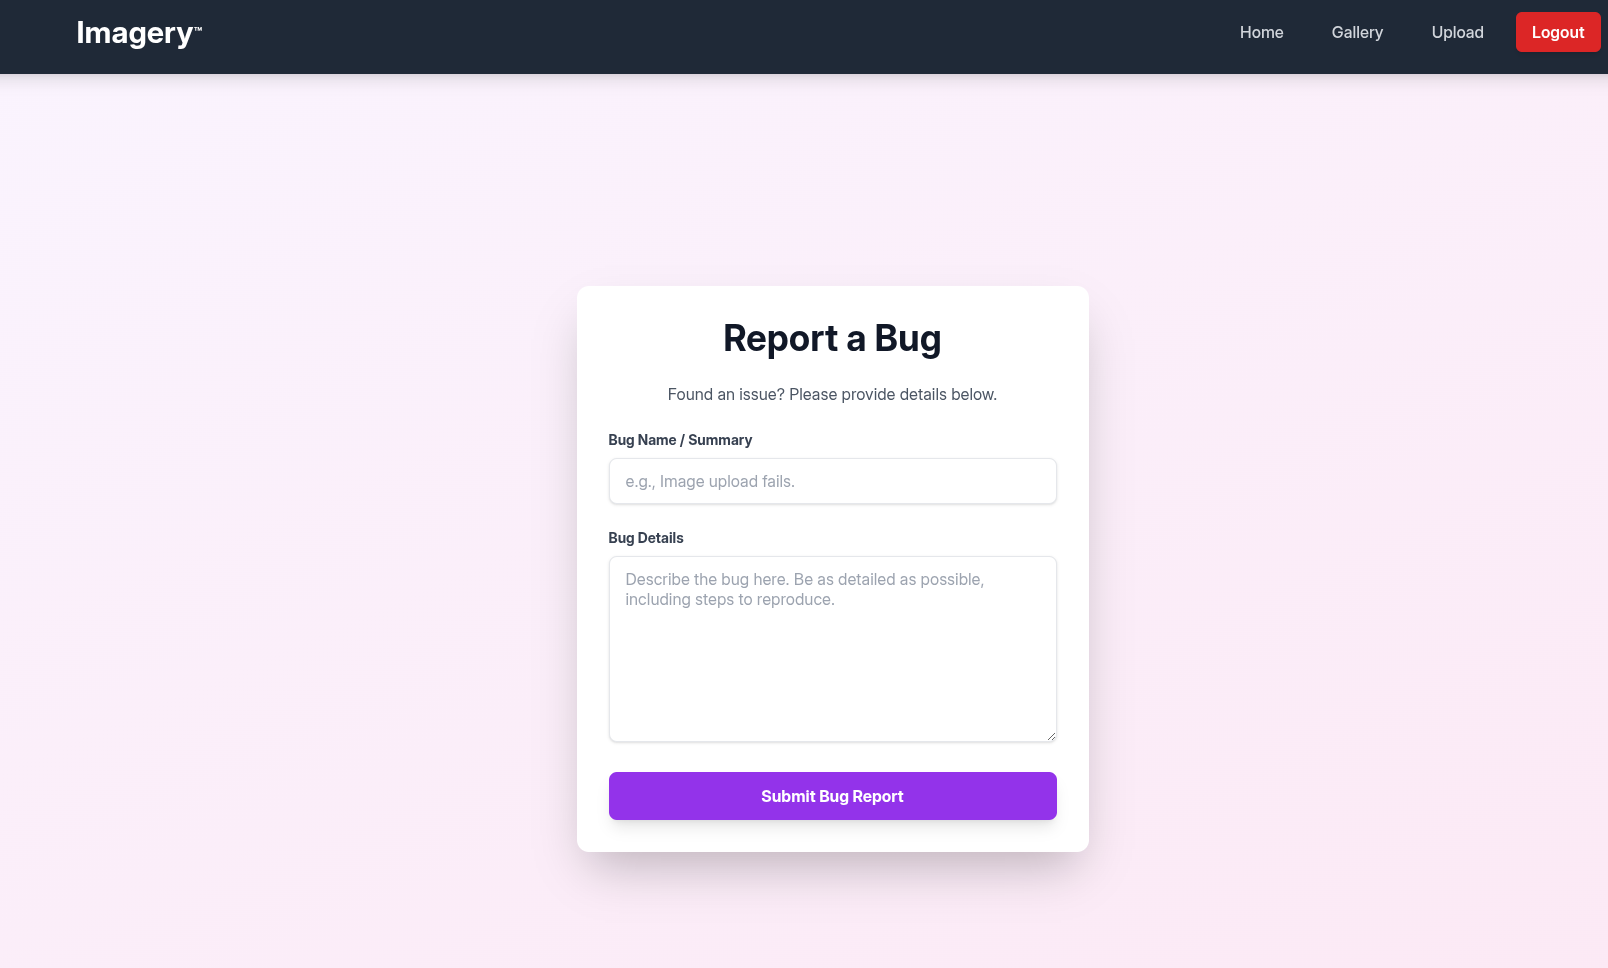 Imagery™
Home
Gallery
Upload
Logout
Report a Bug
Found an issue? Please provide details below.
Bug Name / Summary
e.g., Image upload fails.
Bug Details
Describe the bug here. Be as detailed as possible,
including steps to reproduce.
Submit Bug Report